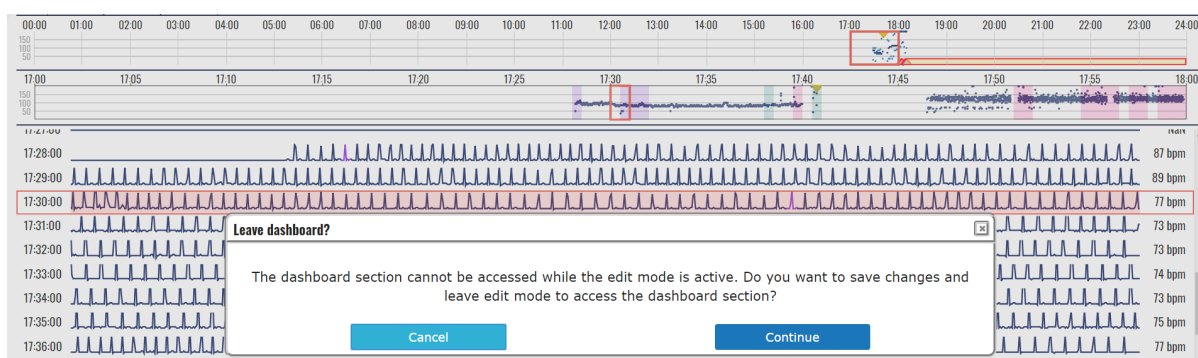 00:00 01:00 02:00 03:00 04:00 05:00 06:00 07:00 08:00 09:00 10:00 11:00 12:00 13:00 14:00 15:00 16:00 17:00 18:00 19:00 20:00 21:00 22:00 23:00 24:00
150
100
50
17:00 17:05 17:10 17:15 17:20 17:25 17:30 17:35 17:40 17:45 17:50 17:55 18:00
150
100
50
17:27:00 NaN
17:28:00 87 bpm
17:29:00 89 bpm
17:30:00 77 bpm
17:31:00 73 bpm
17:32:00 73 bpm
17:33:00 74 bpm
17:34:00 73 bpm
17:35:00 75 bpm
17:36:00 77 bpm
Leave dashboard?
The dashboard section cannot be accessed while the edit mode is active. Do you want to save changes and
leave edit mode to access the dashboard section?
Cancel Continue